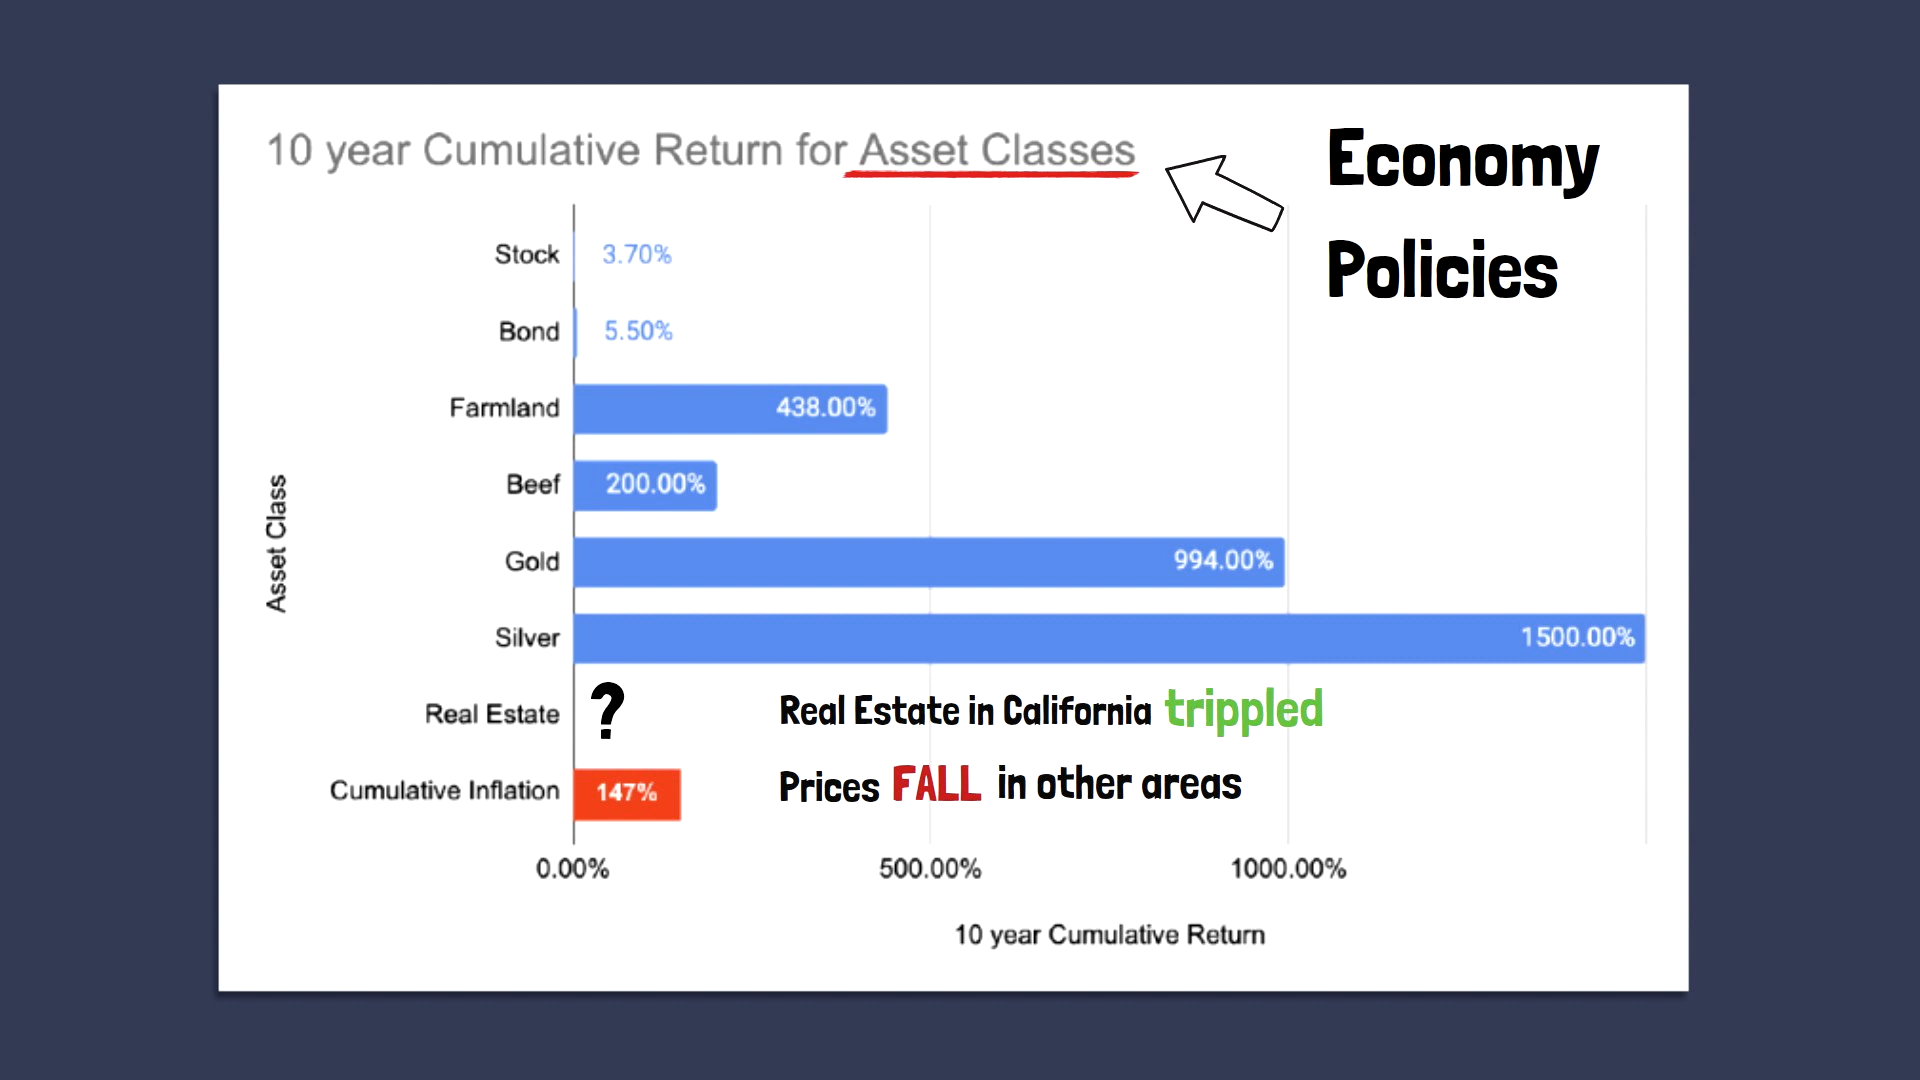 10 year Cumulative Return for Asset Classes
Economy
Policies
Stock 3.70%
Bond 5.50%
Farmland 438.00%
Beef 200.00%
Gold 994.00%
Silver 1500.00%
Real Estate ? Real Estate in California trippled
Cumulative Inflation 147% Prices FALL in other areas
Asset Class
0.00% 500.00% 1000.00%
10 year Cumulative Return